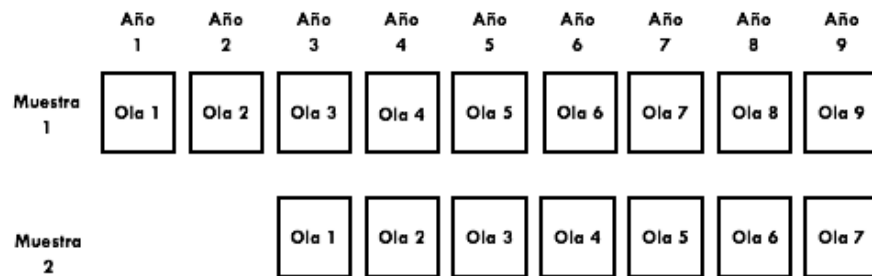 Año Año Año Año Año Año Año Año Año
1 2 3 4 5 6 7 8 9
Muestra
1
Ola 1 Ola 2 Ola 3 Ola 4 Ola 5 Ola 6 Ola 7 Ola 8 Ola 9
Muestra
2
Ola 1 Ola 2 Ola 3 Ola 4 Ola 5 Ola 6 Ola 7